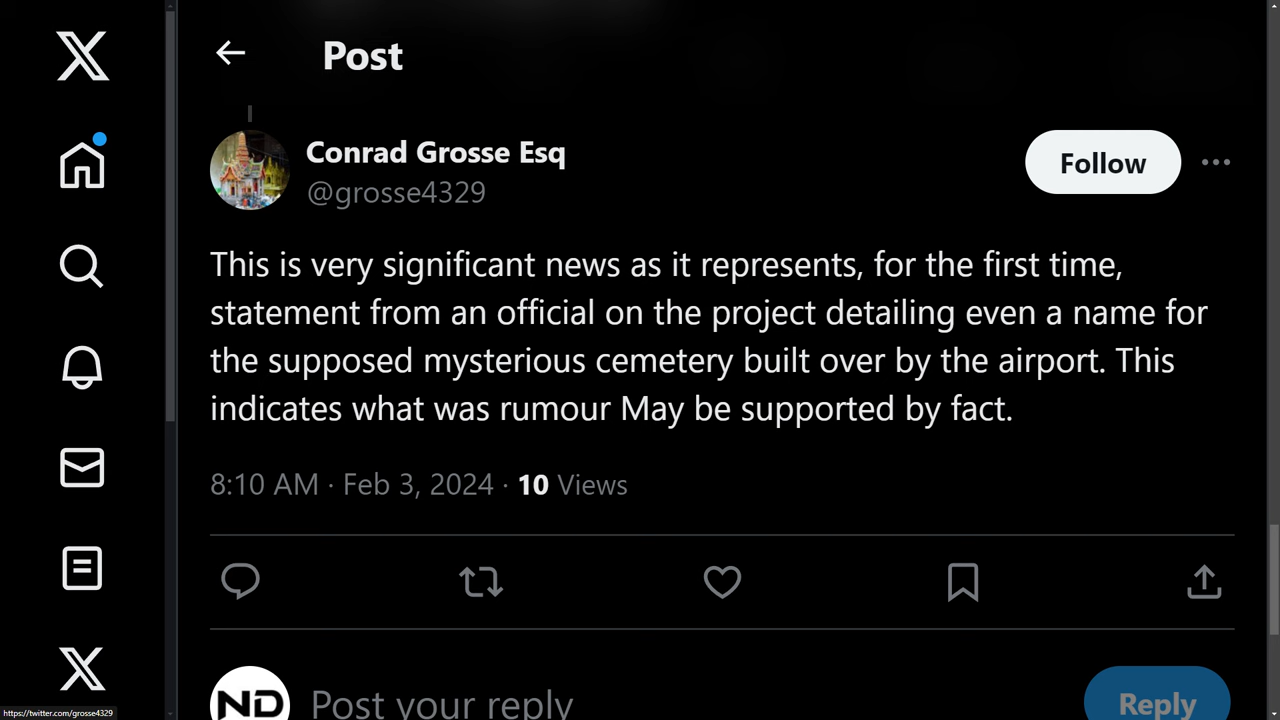 Post
Conrad Grosse Esq
@grosse4329
Follow
This is very significant news as it represents, for the first time,
statement from an official on the project detailing even a name for
the supposed mysterious cemetery built over by the airport. This
indicates what was rumour May be supported by fact.
8:10 AM · Feb 3, 2024 · 10 Views
ND
Post your reply
Reply
https://twitter.com/grosse4329